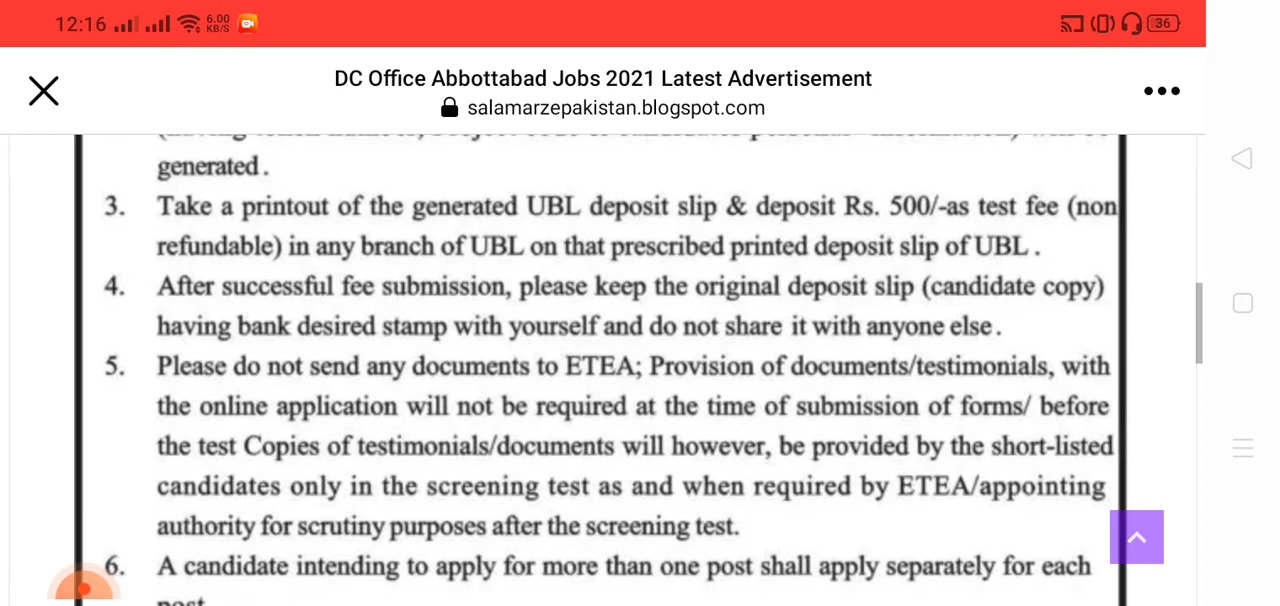 12:16 6.00 KB/S 36
DC Office Abbottabad Jobs 2021 Latest Advertisement
salamarzepakistan.blogspot.com
generated.
3. Take a printout of the generated UBL deposit slip & deposit Rs. 500/-as test fee (non
refundable) in any branch of UBL on that prescribed printed deposit slip of UBL.
4. After successful fee submission, please keep the original deposit slip (candidate copy)
having bank desired stamp with yourself and do not share it with anyone else.
5. Please do not send any documents to ETEA; Provision of documents/testimonials, with
the online application will not be required at the time of submission of forms/ before
the test Copies of testimonials/documents will however, be provided by the short-listed
candidates only in the screening test as and when required by ETEA/appointing
authority for scrutiny purposes after the screening test.
6. A candidate intending to apply for more than one post shall apply separately for each